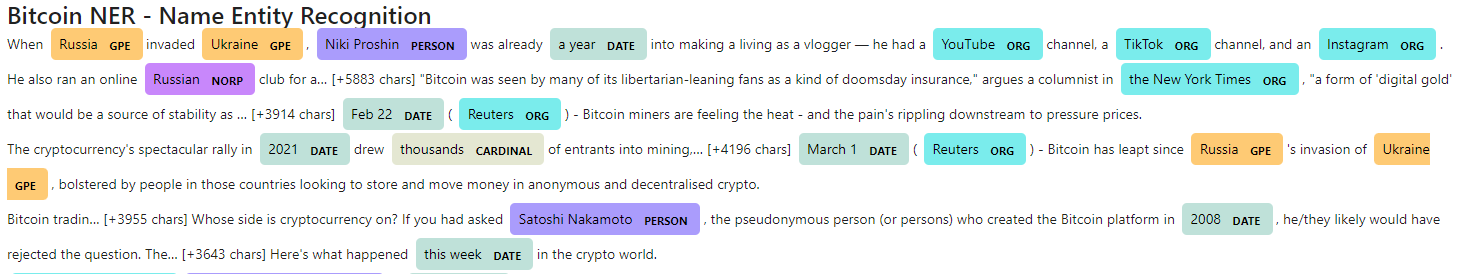 Bitcoin NER - Name Entity Recognition
When Russia GPE invaded Ukraine GPE , Niki Proshin PERSON was already a year DATE into making a living as a vlogger — he had a YouTube ORG channel, a TikTok ORG channel, and an Instagram ORG .
He also ran an online Russian NORP club for a... [+5883 chars] "Bitcoin was seen by many of its libertarian-leaning fans as a kind of doomsday insurance," argues a columnist in the New York Times ORG , "a form of 'digital gold'
that would be a source of stability as ... [+3914 chars] Feb 22 DATE ( Reuters ORG ) - Bitcoin miners are feeling the heat - and the pain's rippling downstream to pressure prices.
The cryptocurrency's spectacular rally in 2021 DATE drew thousands CARDINAL of entrants into mining,... [+4196 chars] March 1 DATE ( Reuters ORG ) - Bitcoin has leapt since Russia GPE 's invasion of Ukraine
GPE , bolstered by people in those countries looking to store and move money in anonymous and decentralised crypto.
Bitcoin tradin... [+3955 chars] Whose side is cryptocurrency on? If you had asked Satoshi Nakamoto PERSON , the pseudonymous person (or persons) who created the Bitcoin platform in 2008 DATE , he/they likely would have
rejected the question. The... [+3643 chars] Here's what happened this week DATE in the crypto world.